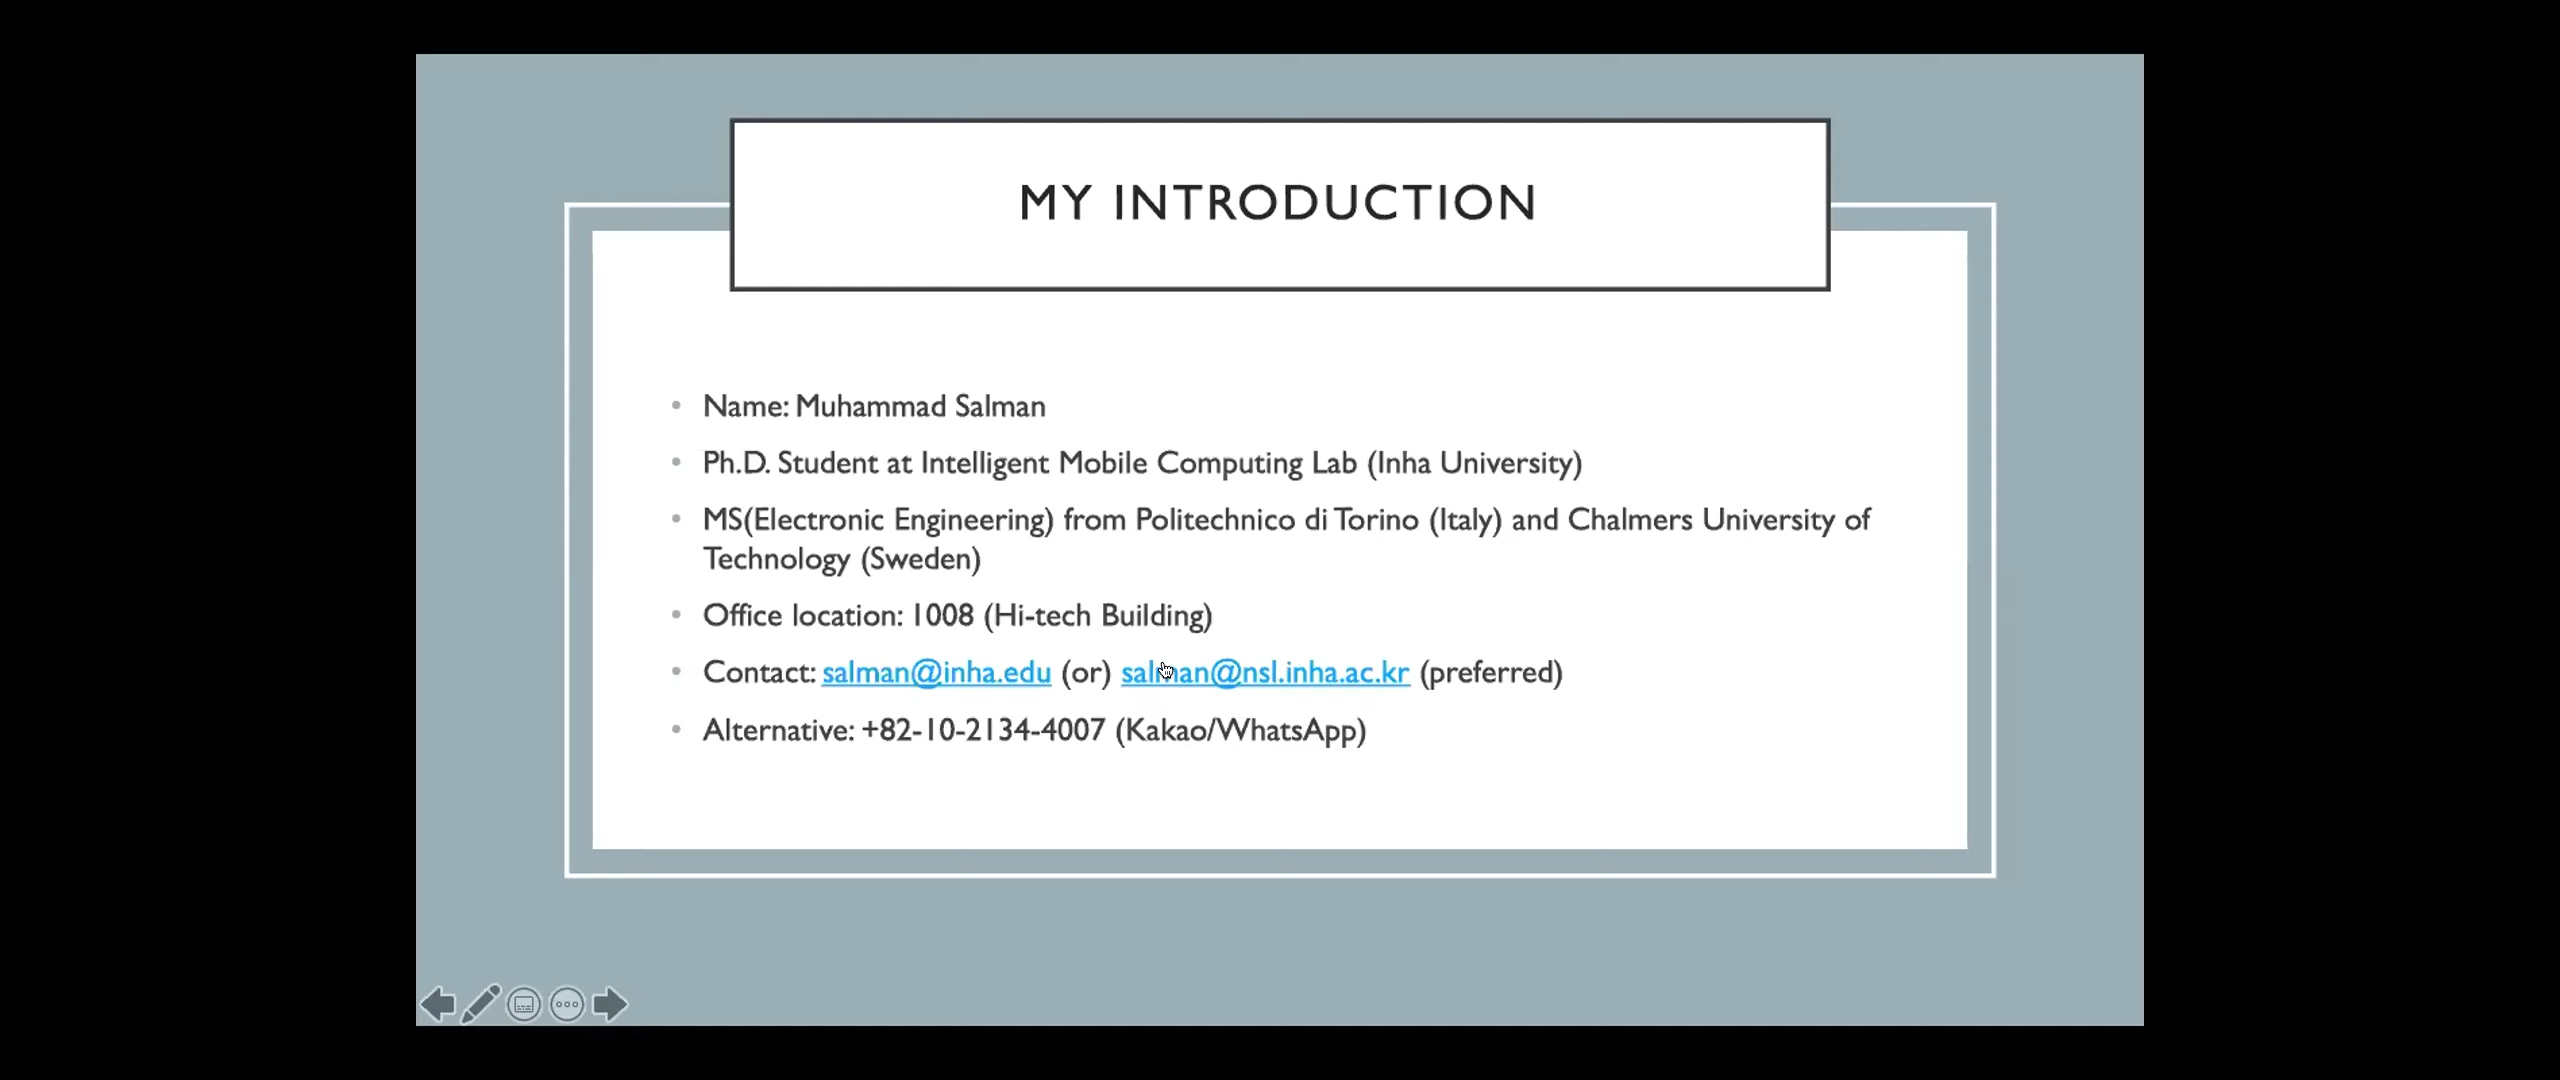 MY INTRODUCTION
• Name: Muhammad Salman
• Ph.D. Student at Intelligent Mobile Computing Lab (Inha University)
• MS(Electronic Engineering) from Politechnico di Torino (Italy) and Chalmers University of
Technology (Sweden)
• Office location: 1008 (Hi-tech Building)
• Contact: salman@inha.edu (or) salman@nsl.inha.ac.kr (preferred)
• Alternative: +82-10-2134-4007 (Kakao/WhatsApp)